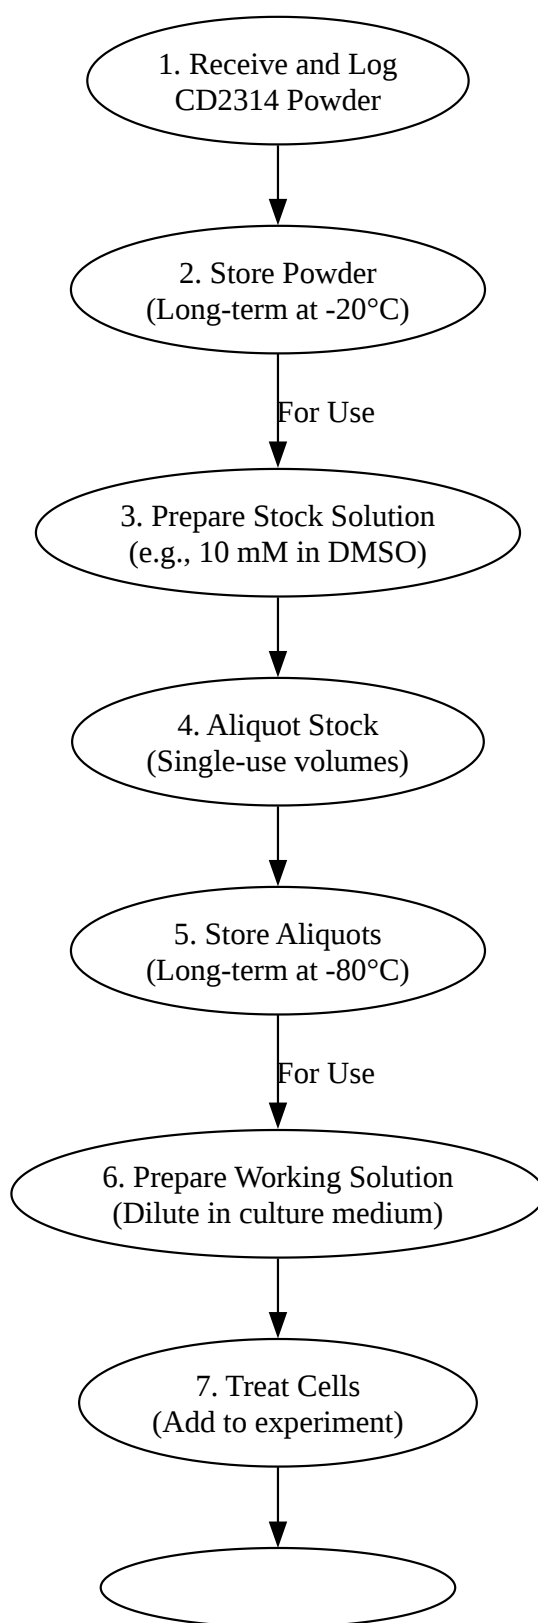 1. Receive and Log
CD2314 Powder
2. Store Powder
(Long-term at -20°C)
For Use
3. Prepare Stock Solution
(e.g., 10 mM in DMSO)
4. Aliquot Stock
(Single-use volumes)
5. Store Aliquots
(Long-term at -80°C)
For Use
6. Prepare Working Solution
(Dilute in culture medium)
7. Treat Cells
(Add to experiment)